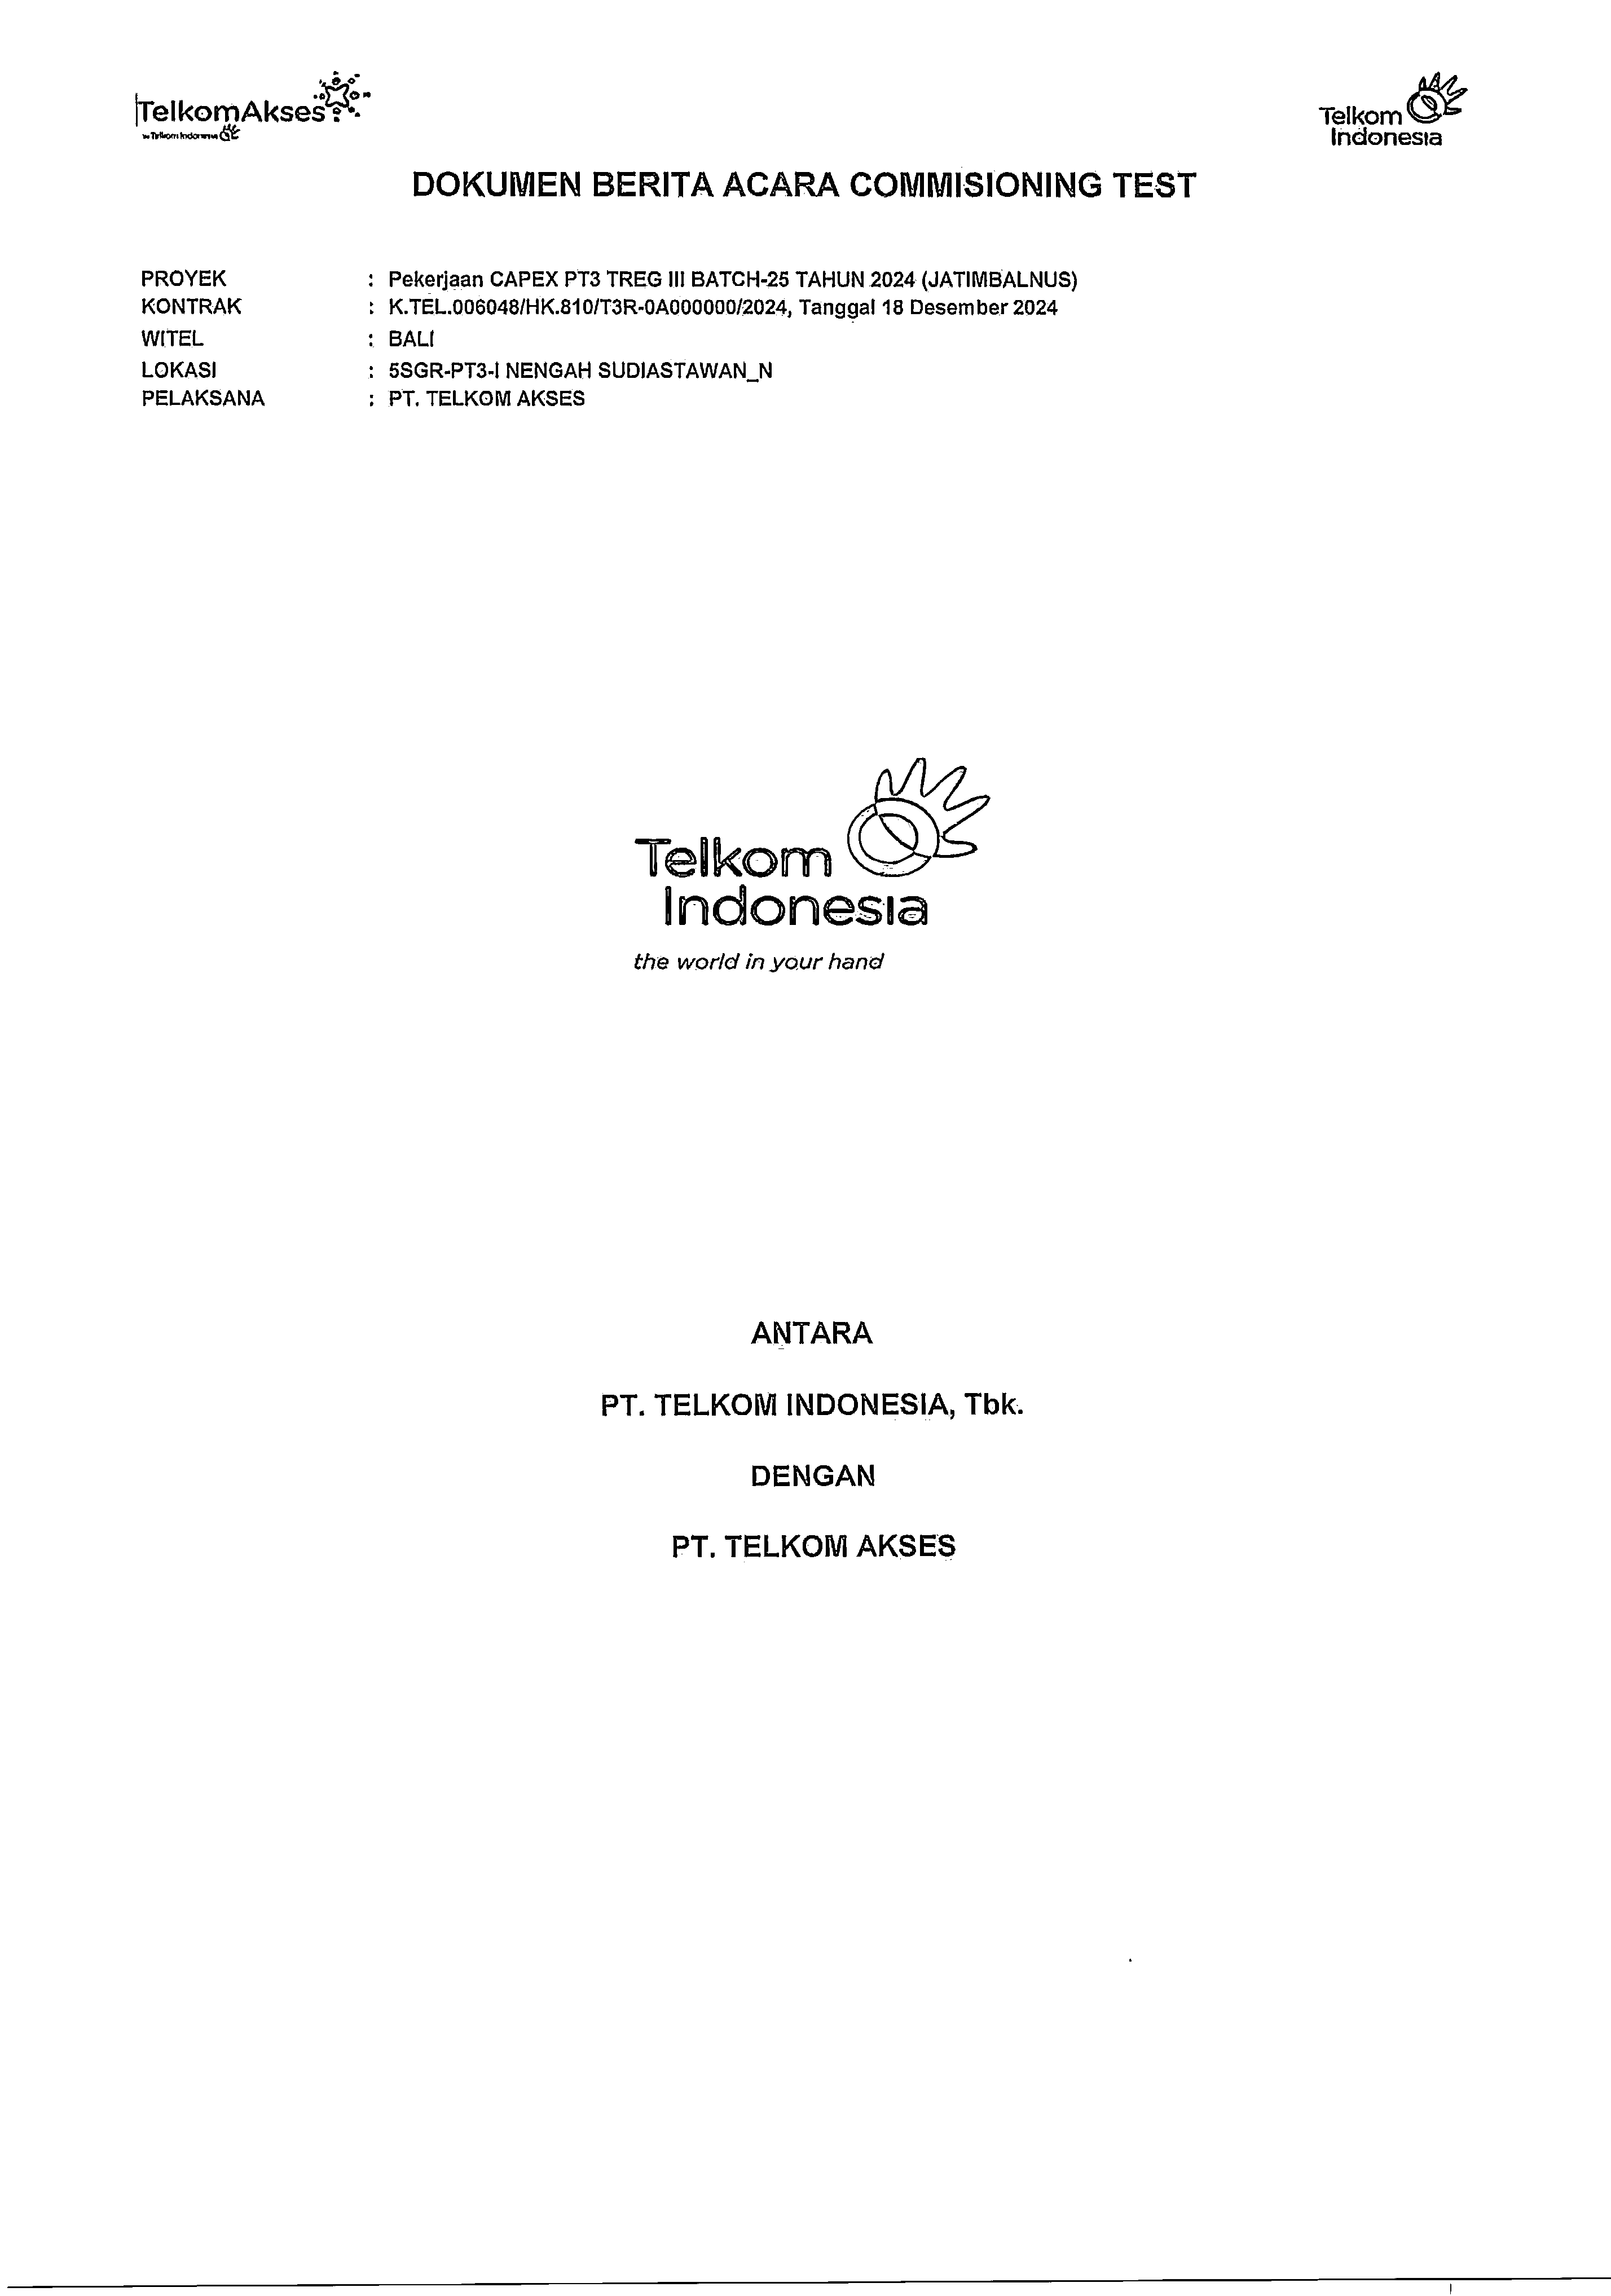 TelkomAkses
by Telkom Indonesia
Telkom
Indonesia
DOKUMEN BERITA ACARA COMMISIONING TEST
PROYEK : Pekerjaan CAPEX PT3 TREG III BATCH-25 TAHUN 2024 (JATIMBALNUS)
KONTRAK : K.TEL.006048/HK.810/T3R-0A000000/2024, Tanggal 18 Desember 2024
WITEL : BALI
LOKASI : 5SGR-PT3-I NENGAH SUDIASTAWAN_N
PELAKSANA : PT. TELKOM AKSES
Telkom
Indonesia
the world in your hand
ANTARA
PT. TELKOM INDONESIA, Tbk.
DENGAN
PT. TELKOM AKSES